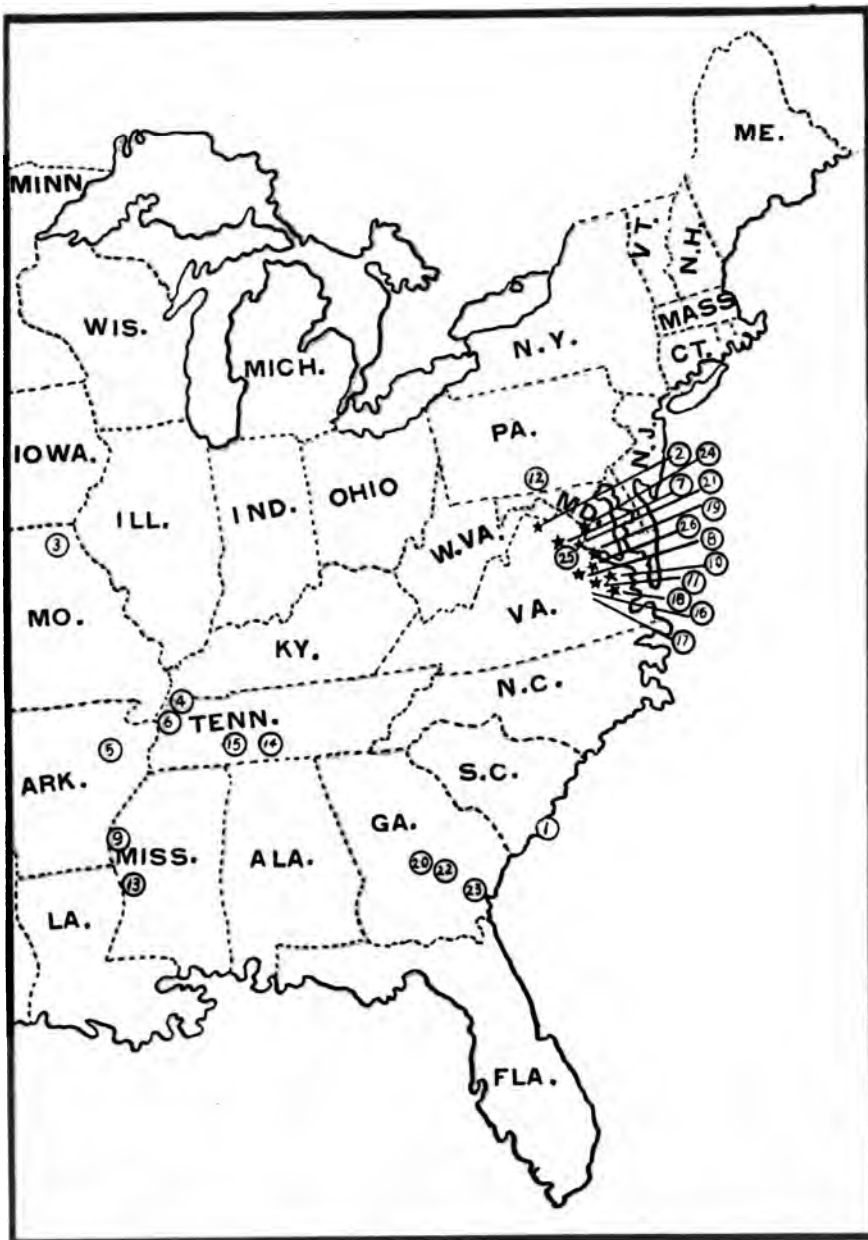 ME.
MINN
VT.
N.H.
MASS
WIS.
N.Y.
CT.
MICH.
PA.
N.J.
IOWA.
2
24
12
MD.
7
21
ILL.
IND.
OHIO
19
W.VA.
26
3
25
8
10
11
MO.
VA.
18
16
17
KY.
N.C.
4
6
TENN.
5
15
14
ARK.
S.C.
GA.
1
9
MISS.
ALA.
20
22
13
23
LA.
FLA.